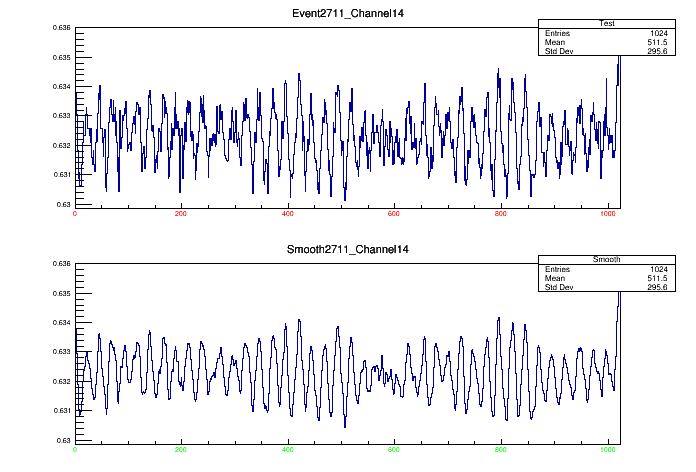 Event2711_Channel14
Test
Entries 1024
Mean 511.5
Std Dev 295.6
0.636
0.635
0.634
0.633
0.632
0.631
0.63
0 200 400 600 800 1000
Smooth2711_Channel14
Smooth
Entries 1024
Mean 511.5
Std Dev 295.6
0.636
0.635
0.634
0.633
0.632
0.631
0.63
0 200 400 600 800 1000